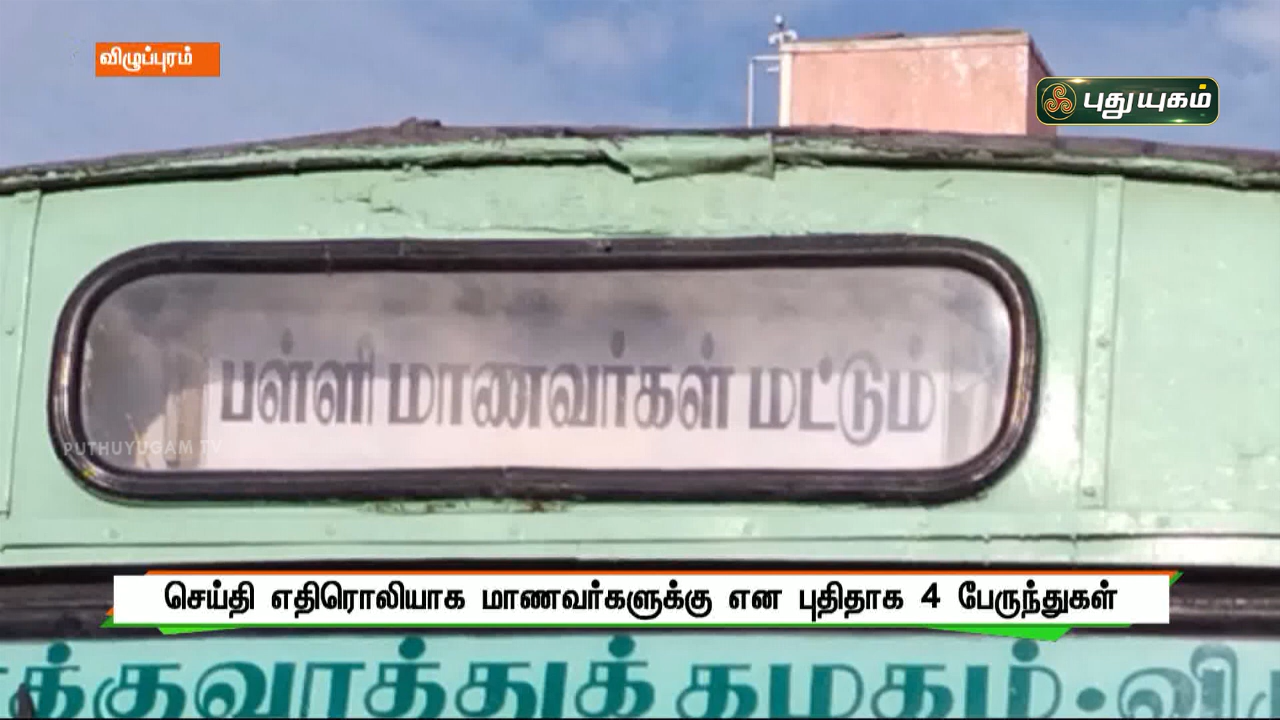 விழுப்புரம்
புதுயுகம்
பள்ளி மாணவர்கள் மட்டும்
PUTHUYUGAM TV
செய்தி எதிரொலியாக மாணவர்களுக்கு என புதிதாக 4 பேருந்துகள்
க்குவரத்துக் கழகம்-வி